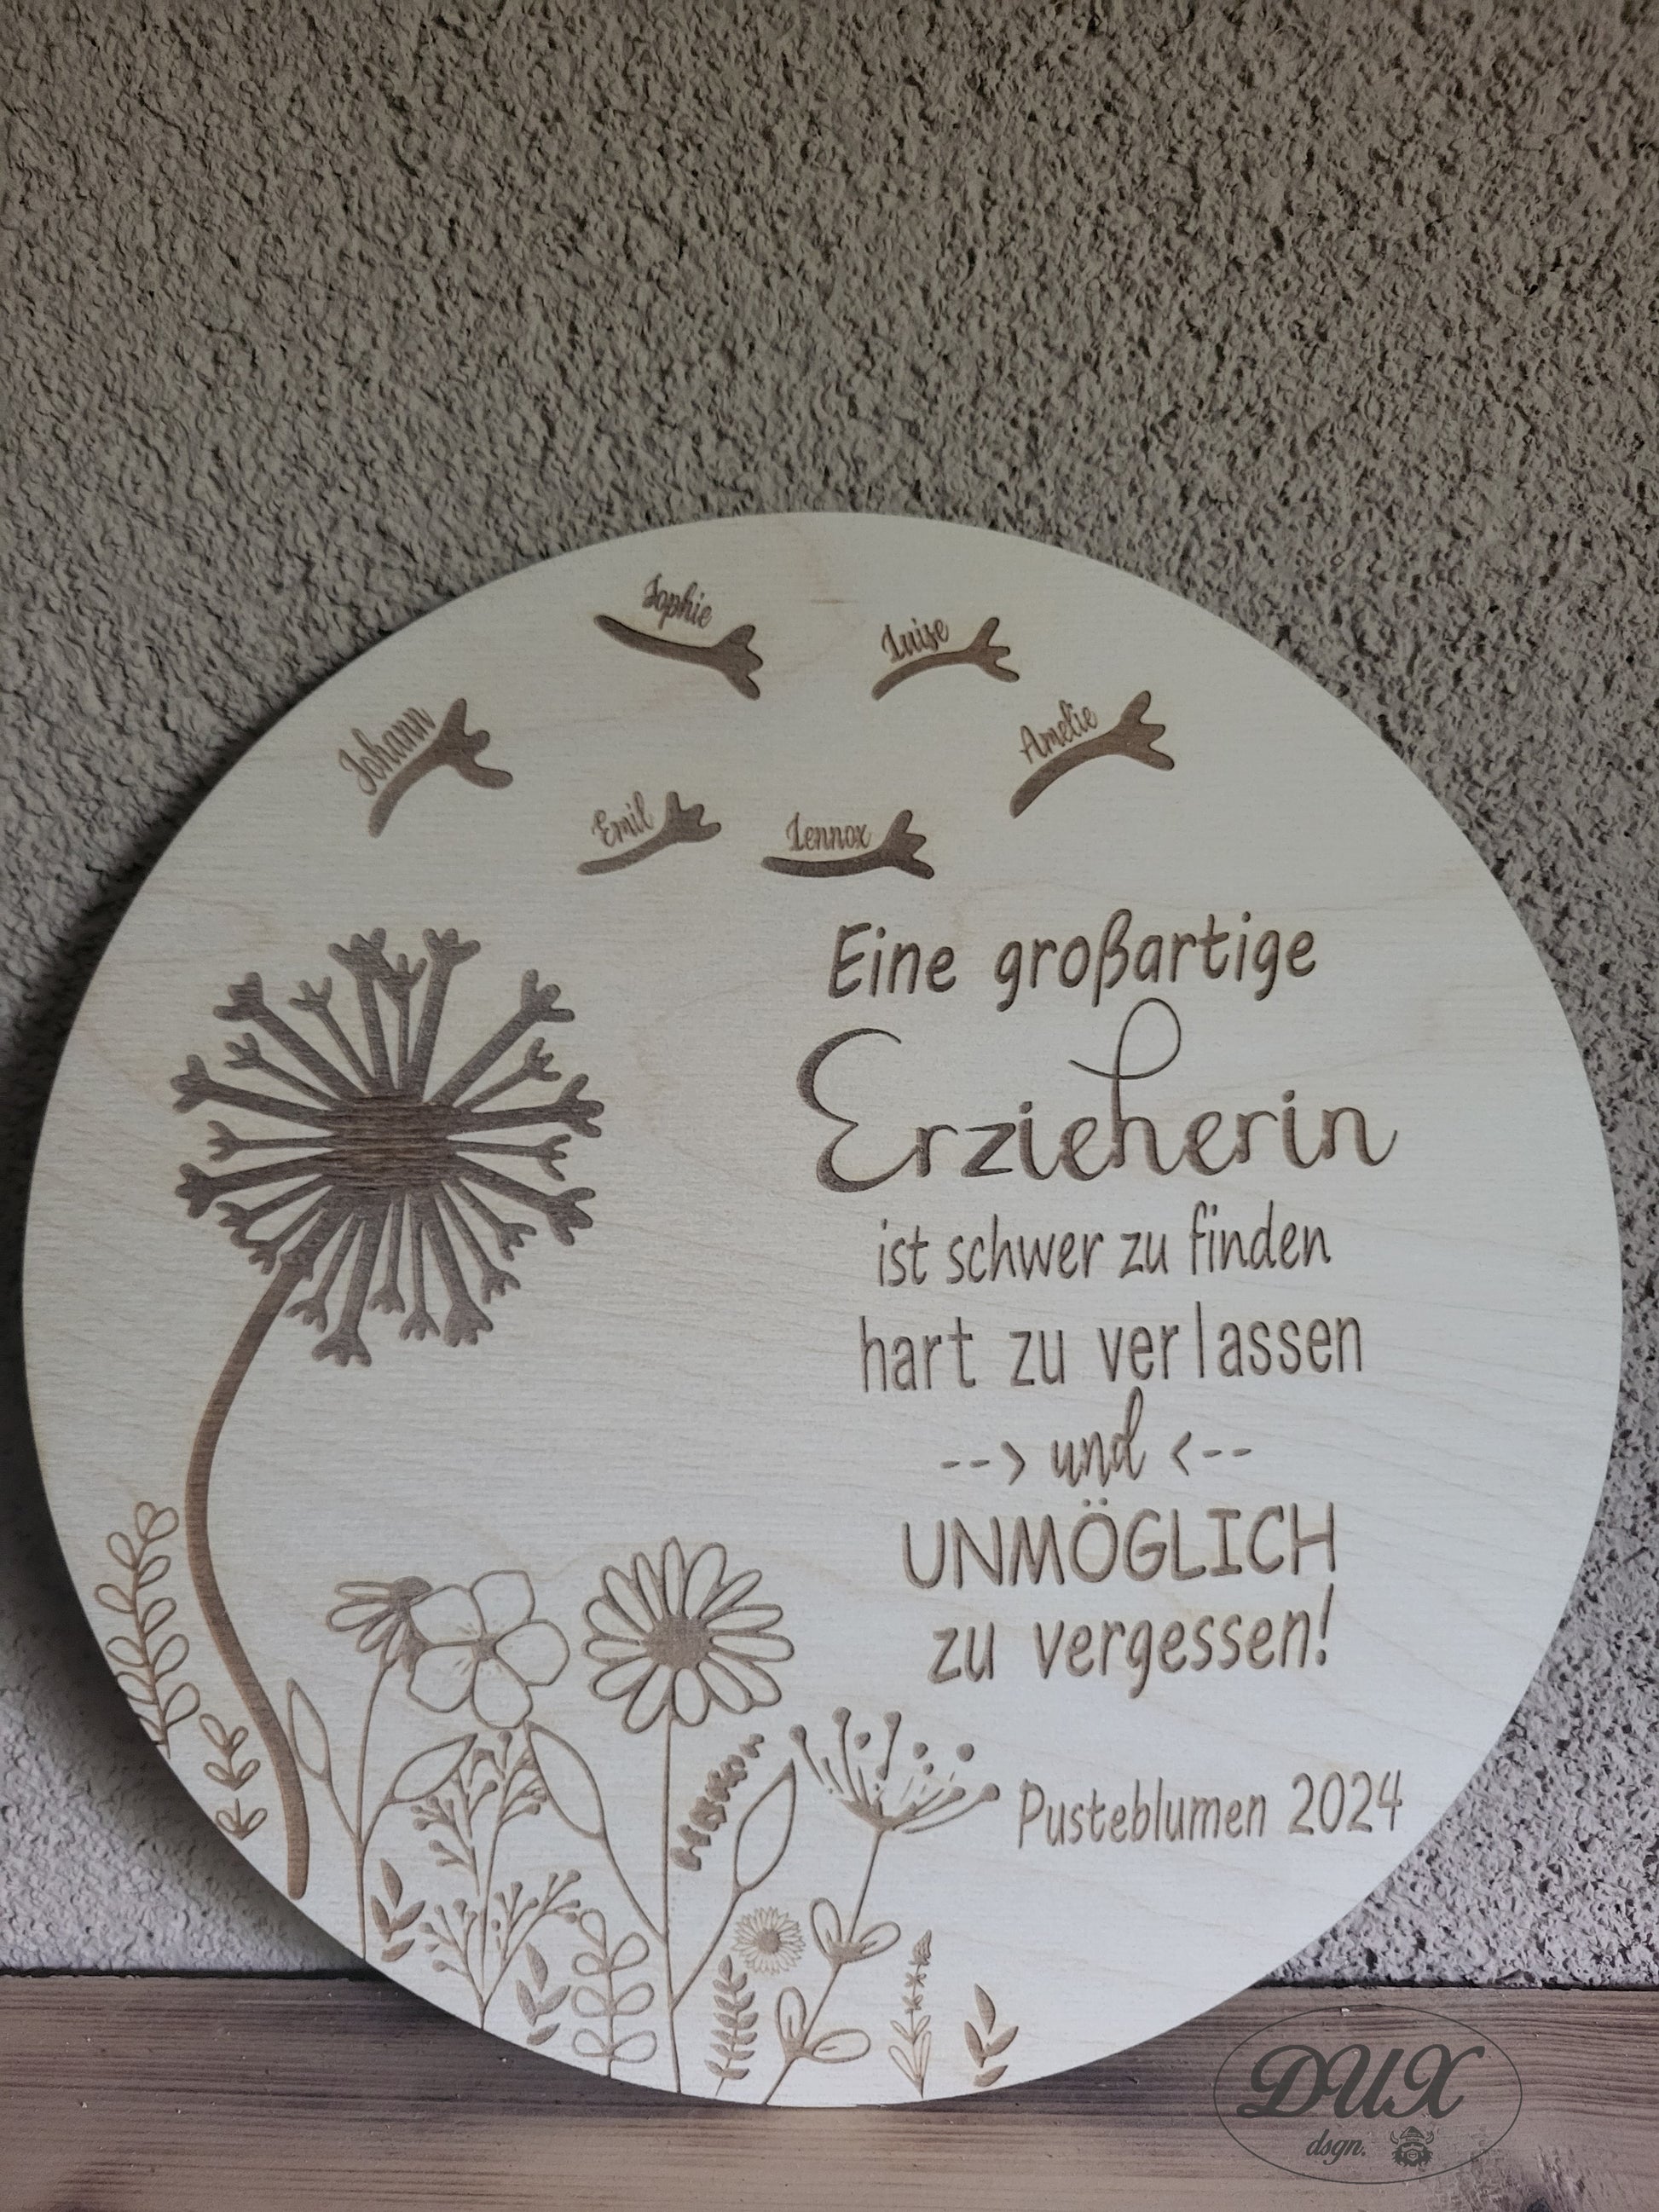 Sophie
Luise
Johann
Amelie
Emil
Lennox
Eine großartige
Erzieherin
ist schwer zu finden
hart zu verlassen
--> und <--
UNMÖGLICH
zu vergessen!
Pusteblumen 2024
DUX
dsgn.